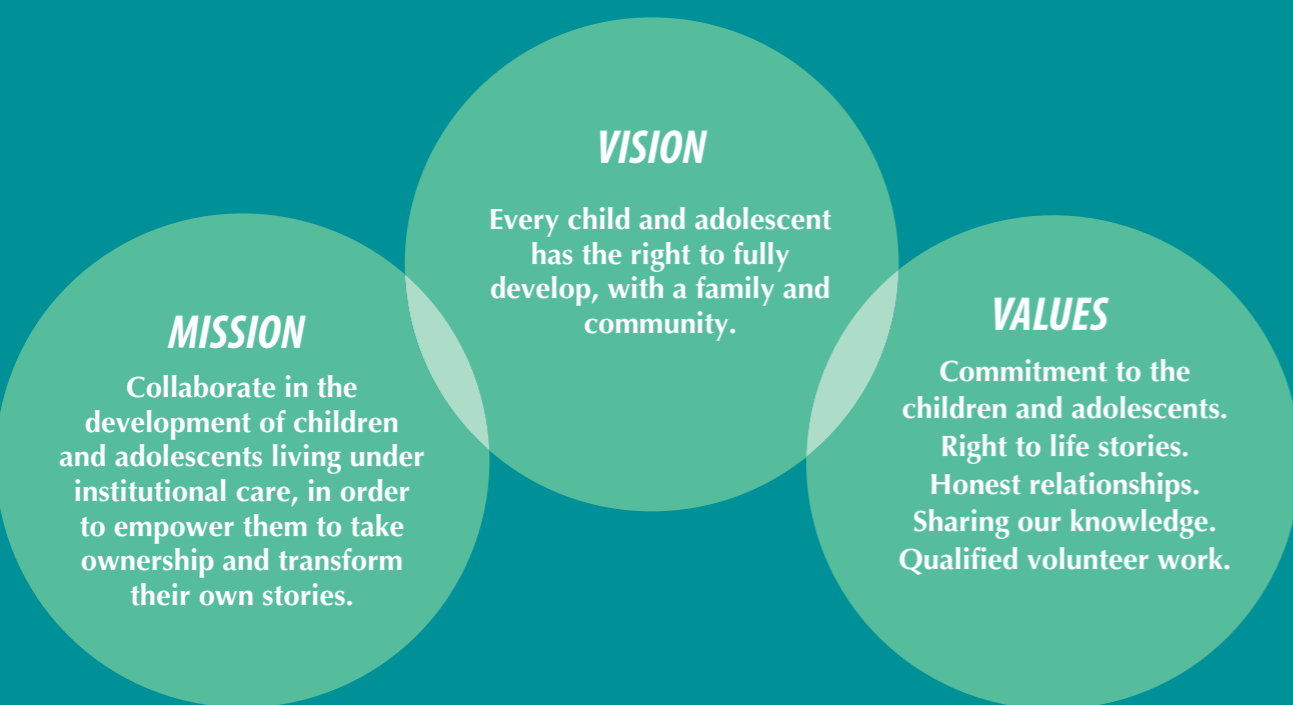 MISSION
Collaborate in the
development of children
and adolescents living under
institutional care, in order
to empower them to take
ownership and transform
their own stories.
VISION
Every child and adolescent
has the right to fully
develop, with a family and
community.
VALUES
Commitment to the
children and adolescents.
Right to life stories.
Honest relationships.
Sharing our knowledge.
Qualified volunteer work.